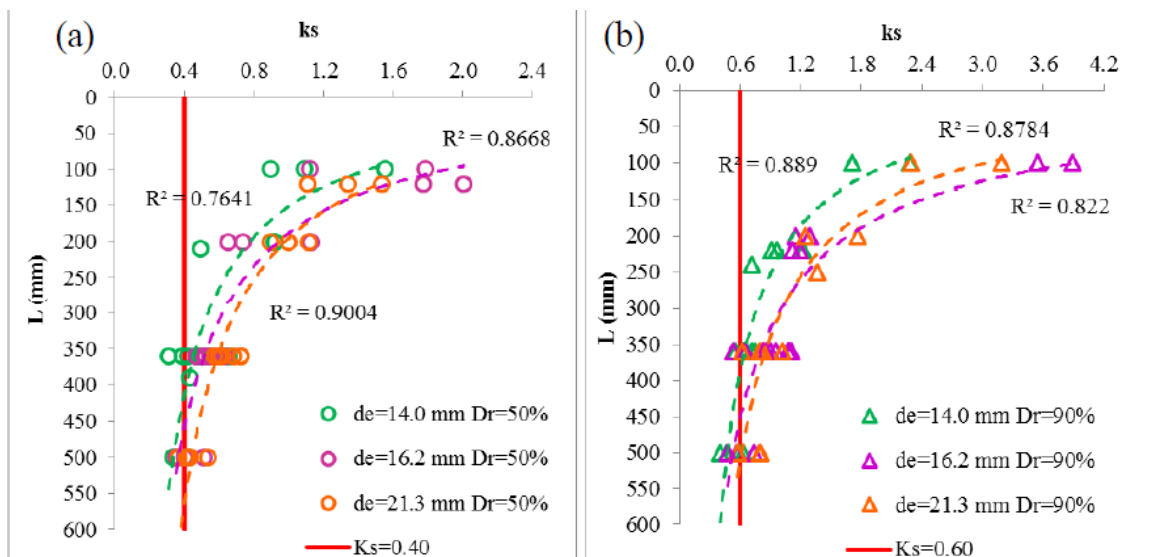 (a)
ks
0.0 0.4 0.8 1.2 1.6 2.0 2.4
0
50
100
150
200
250
300
350
400
450
500
550
600
L (mm)
R² = 0.8668
R² = 0.7641
R² = 0.9004
de=14.0 mm Dr=50%
de=16.2 mm Dr=50%
de=21.3 mm Dr=50%
Ks=0.40
(b)
ks
0.0 0.6 1.2 1.8 2.4 3.0 3.6 4.2
0
50
100
150
200
250
300
350
400
450
500
550
600
L (mm)
R² = 0.8784
R² = 0.889
R² = 0.822
de=14.0 mm Dr=90%
de=16.2 mm Dr=90%
de=21.3 mm Dr=90%
Ks=0.60